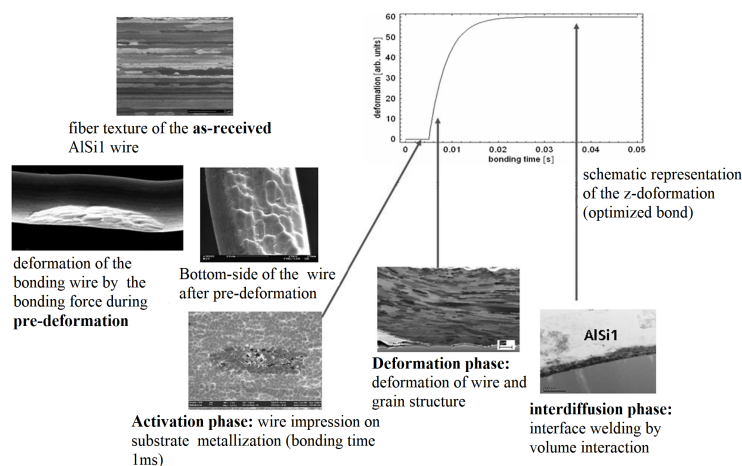 fiber texture of the as-received
AlSi1 wire
60
50
40
30
20
10
0
deformation [arb. units]
0
0.01
0.02
0.03
0.04
0.05
bonding time [s]
schematic representation
of the z-doformation
(optimized bond)
deformation of the
bonding wire by the
bonding force during
pre-deformation
Bottom-side of the wire
after pre-deformation
Activation phase: wire impression on
substrate metallization (bonding time
1ms)
Deformation phase:
deformation of wire and
grain structure
AlSi1
interdiffusion phase:
interface welding by
volume interaction